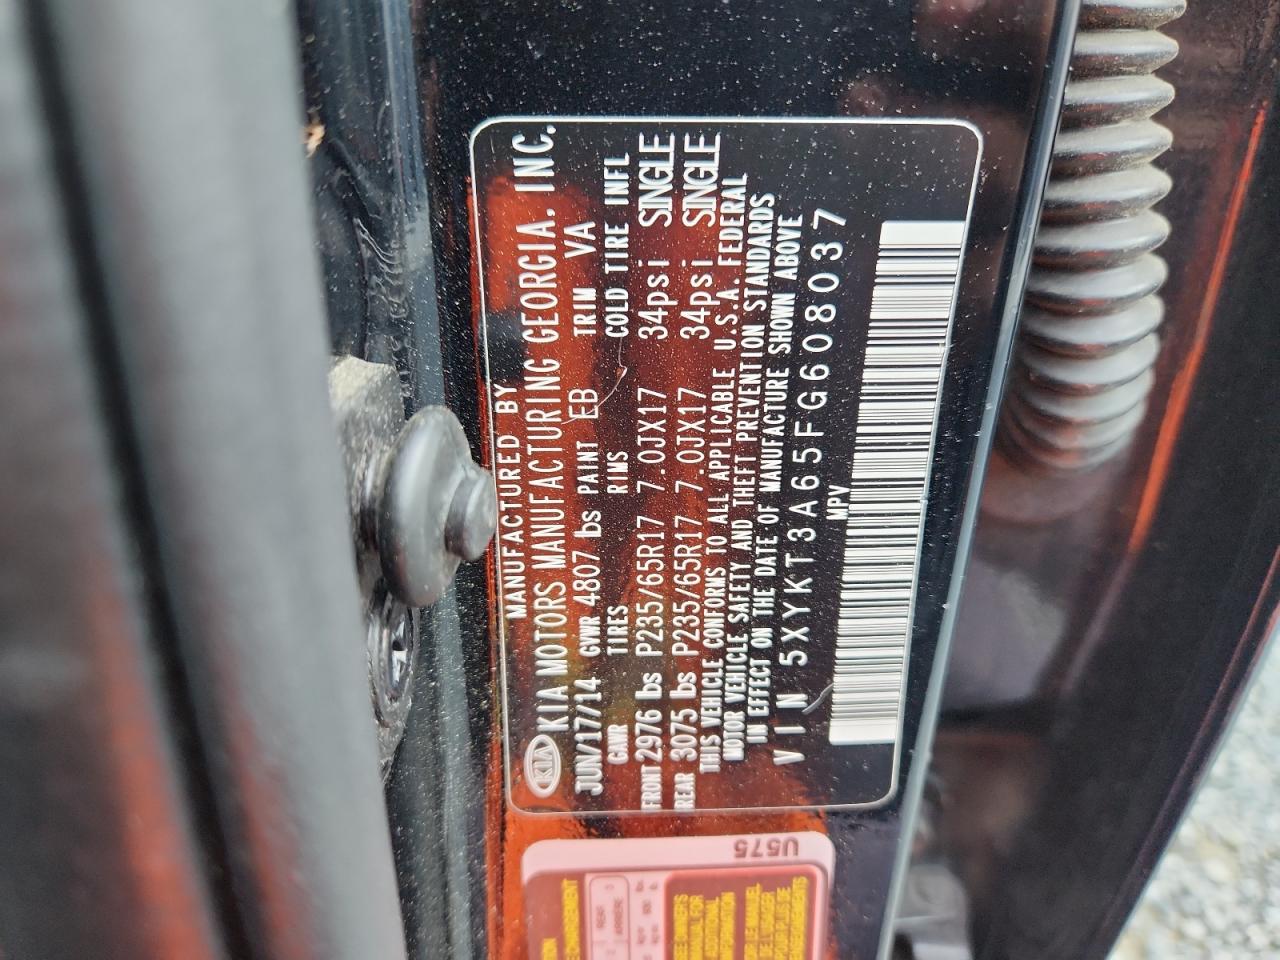 MANUFACTURED BY
KIA KIA MOTORS MANUFACTURING GEORGIA. INC.
JUN/17/14 GVWR 4807 lbs PAINT EB TRIM VA
GAWR TIRES RIMS COLD TIRE INFL
FRONT 2976 lbs P235/65R17 7.0JX17 34psi SINGLE
REAR 3075 lbs P235/65R17 7.0JX17 34psi SINGLE
THIS VEHICLE CONFORMS TO ALL APPLICABLE U.S.A. FEDERAL
MOTOR VEHICLE SAFETY AND THEFT PREVENTION STANDARDS
IN EFFECT ON THE DATE OF MANUFACTURE SHOWN ABOVE
VIN 5XYKT3A65FG608037
MPV
U575
REAR
ARRIÈRE